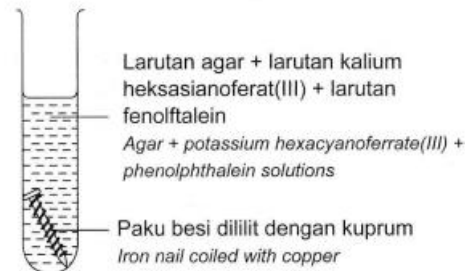 Larutan agar + larutan kalium
heksasianoferat(III) + larutan
fenolftalein
Agar + potassium hexacyanoferrate(III) +
phenolphthalein solutions
Paku besi dililit dengan kuprum
Iron nail coiled with copper